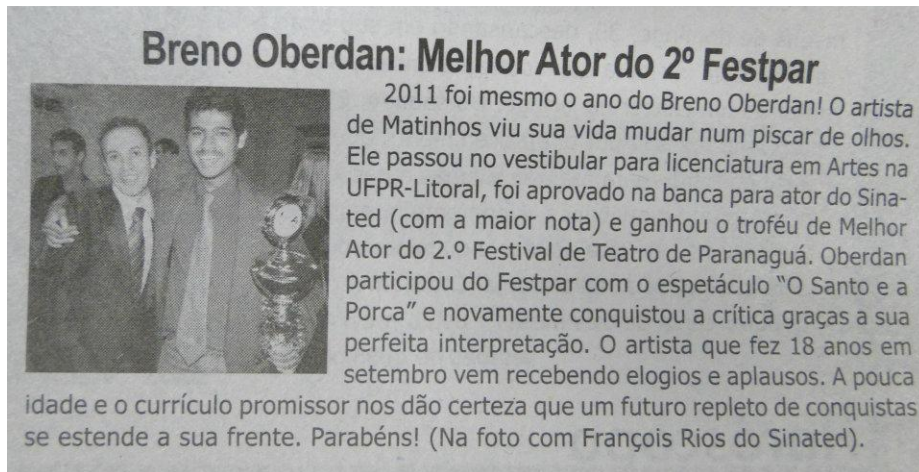 Breno Oberdan: Melhor Ator do 2º Festpar
2011 foi mesmo o ano do Breno Oberdan! O artista
de Matinhos viu sua vida mudar num piscar de olhos.
Ele passou no vestibular para licenciatura em Artes na
UFPR-Litoral, foi aprovado na banca para ator do Sina-
ted (com a maior nota) e ganhou o troféu de Melhor
Ator do 2.º Festival de Teatro de Paranaguá. Oberdan
participou do Festpar com o espetáculo “O Santo e a
Porca” e novamente conquistou a crítica graças a sua
perfeita interpretação. O artista que fez 18 anos em
setembro vem recebendo elogios e aplausos. A pouca
idade e o currículo promissor nos dão certeza que um futuro repleto de conquistas
se estende a sua frente. Parabéns! (Na foto com François Rios do Sinated).